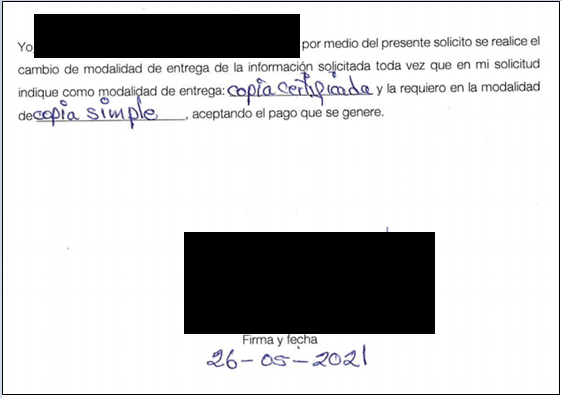 Yo por medio del presente solicito se realice el
cambio de modalidad de entrega de la información solicitada toda vez que en mi solicitud
indique como modalidad de entrega: copia certificada y la requiero en la modalidad
de copia simple, aceptando el pago que se genere.
Firma y fecha
26-05-2021